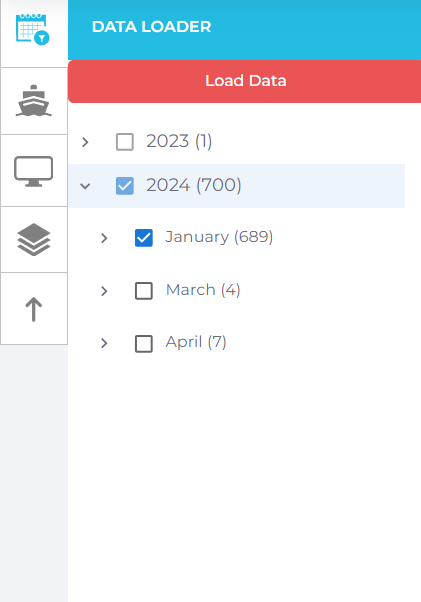 DATA LOADER
Load Data
2023 (1)
2024 (700)
January (689)
March (4)
April (7)